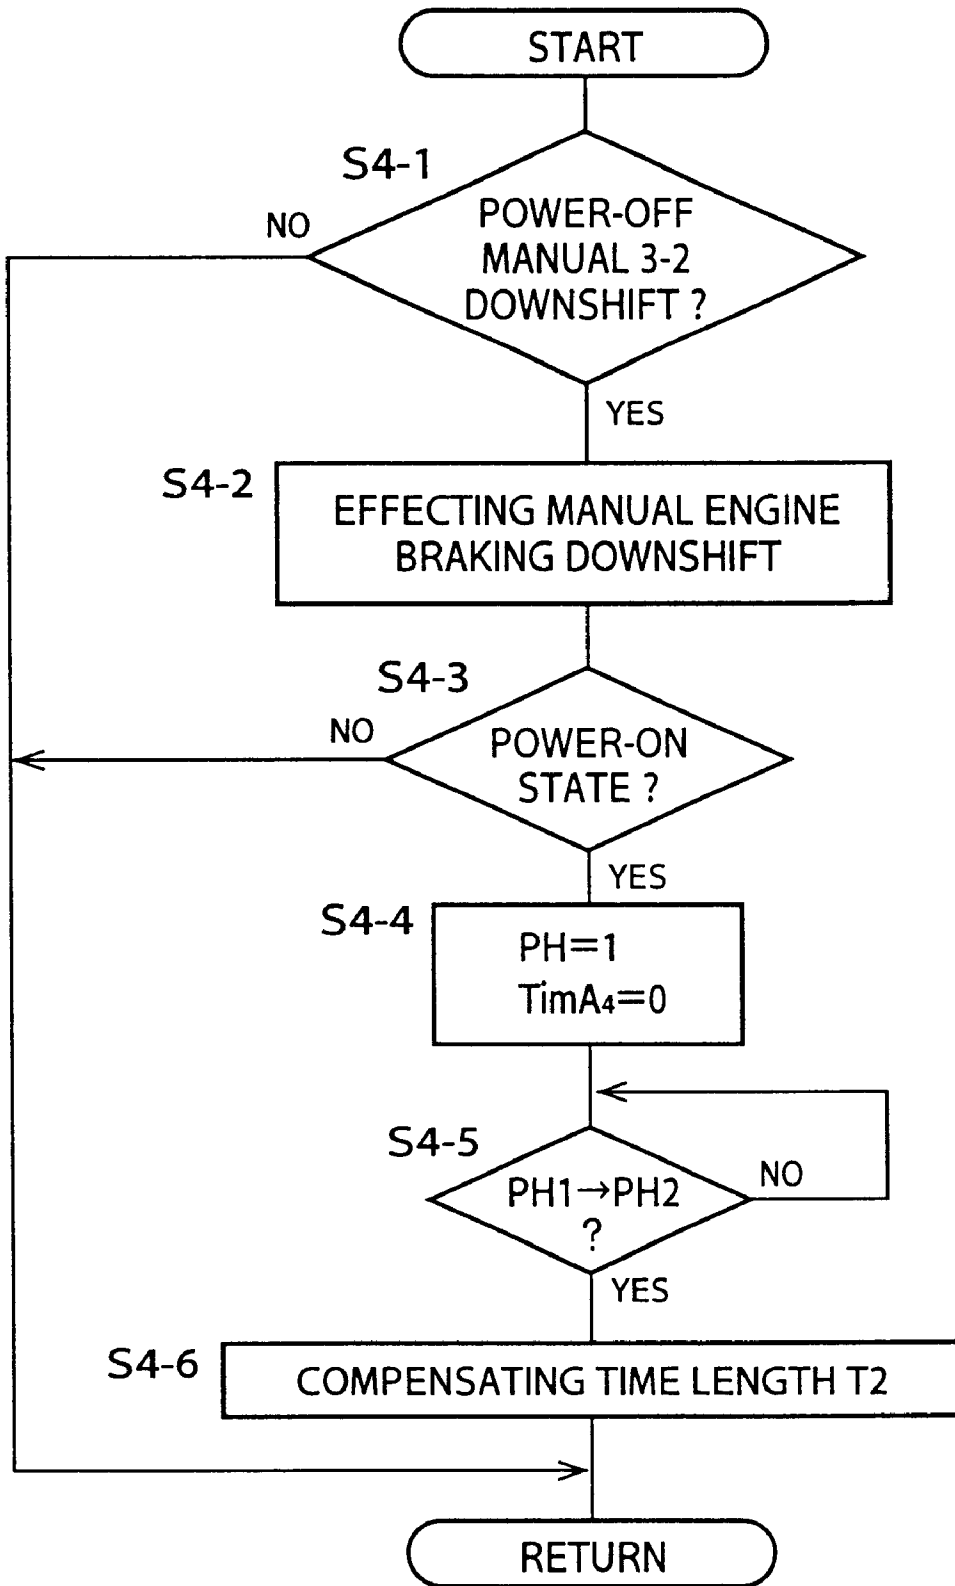 START
S4-1
NO
POWER-OFF
MANUAL 3-2
DOWNSHIFT ?
YES
S4-2
EFFECTING MANUAL ENGINE
BRAKING DOWNSHIFT
S4-3
NO
POWER-ON
STATE ?
YES
S4-4
PH=1
TimA₄=0
S4-5
PH1→PH2
?
NO
YES
S4-6
COMPENSATING TIME LENGTH T2
RETURN